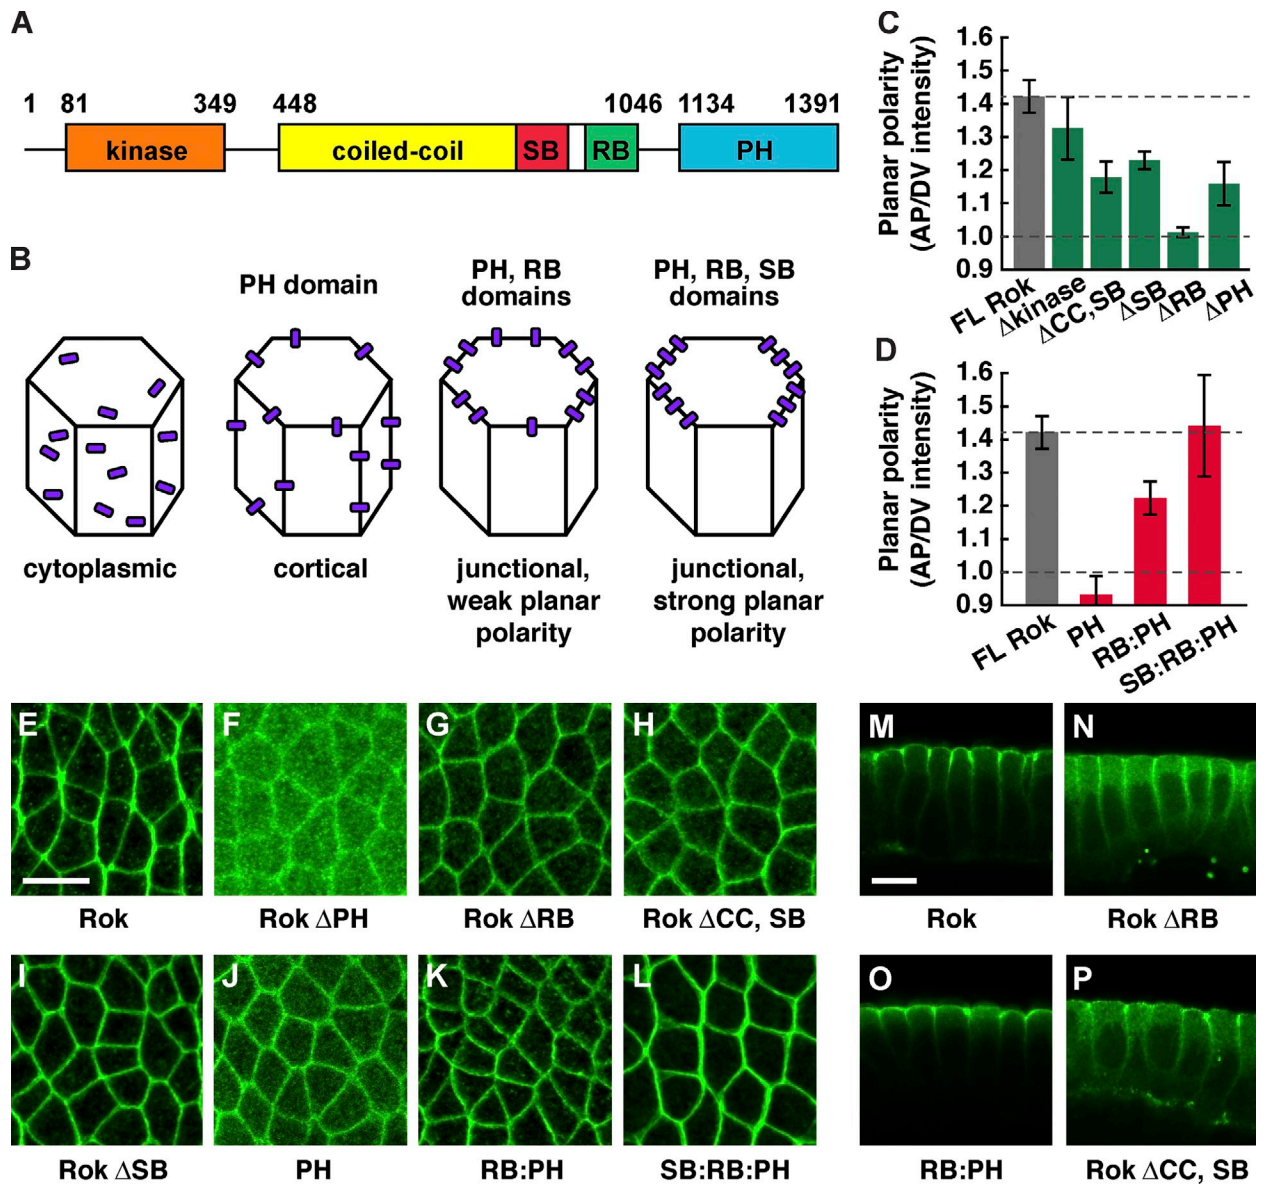 A
1 81 349 448 1046 1134 1391
kinase coiled-coil SB RB PH
B
PH domain
PH, RB
domains
PH, RB, SB
domains
cytoplasmic
cortical
junctional,
weak planar
polarity
junctional,
strong planar
polarity
C
Planar polarity
(AP/DV intensity)
1.6
1.5
1.4
1.3
1.2
1.1
1.0
0.9
FL Rok
Δkinase
ΔCC,SB
ΔSB
ΔRB
ΔPH
D
Planar polarity
(AP/DV intensity)
1.6
1.5
1.4
1.3
1.2
1.1
1.0
0.9
FL Rok
PH
RB:PH
SB:RB:PH
E F G H M N
Rok Rok ΔPH Rok ΔRB Rok ΔCC, SB Rok Rok ΔRB
I J K L O P
Rok ΔSB PH RB:PH SB:RB:PH RB:PH Rok ΔCC, SB